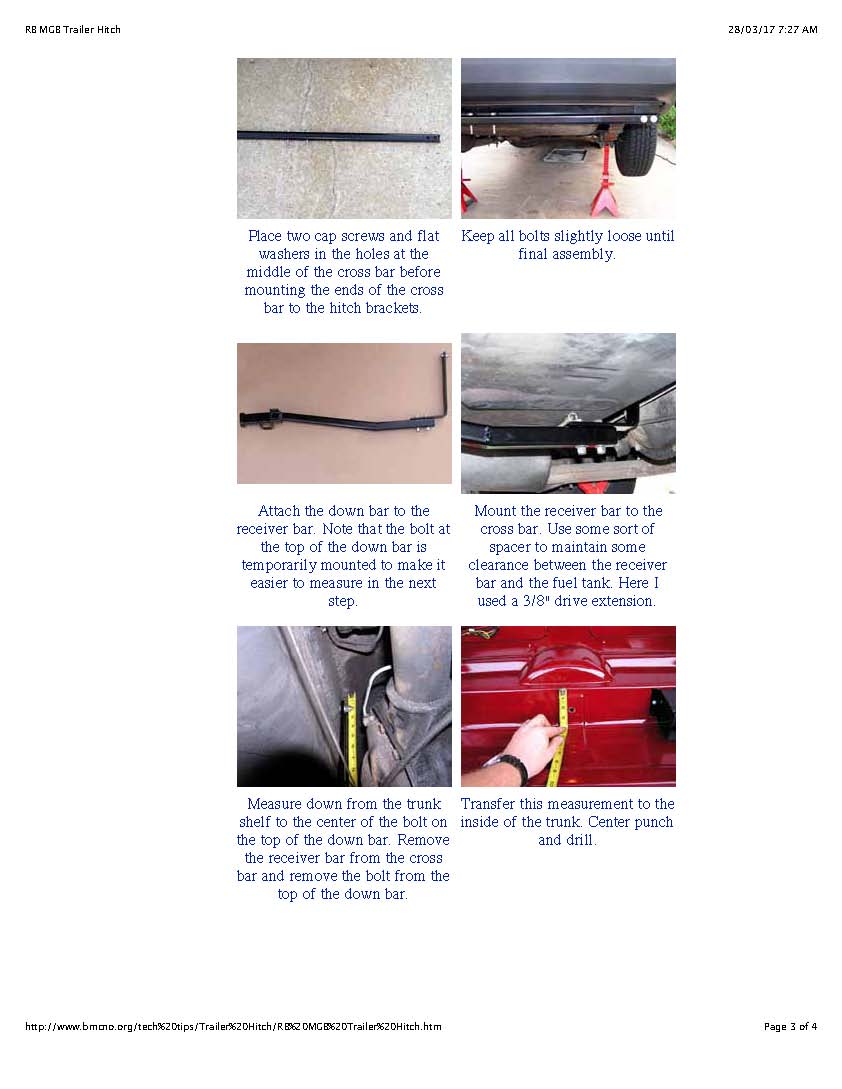 RB MGB Trailer Hitch
28/03/17 7:27 AM
Place two cap screws and flat
washers in the holes at the
middle of the cross bar before
mounting the ends of the cross
bar to the hitch brackets.
Keep all bolts slightly loose until
final assembly.
Attach the down bar to the
receiver bar. Note that the bolt at
the top of the down bar is
temporarily mounted to make it
easier to measure in the next
step.
Mount the receiver bar to the
cross bar. Use some sort of
spacer to maintain some
clearance between the receiver
bar and the fuel tank. Here I
used a 3/8" drive extension.
Measure down from the trunk
shelf to the center of the bolt on
the top of the down bar. Remove
the receiver bar from the cross
bar and remove the bolt from the
top of the down bar.
Transfer this measurement to the
inside of the trunk. Center punch
and drill.
http://www.bmcno.org/tech%20tips/Trailer%20Hitch/RB%20MGB%20Trailer%20Hitch.htm
Page 3 of 4